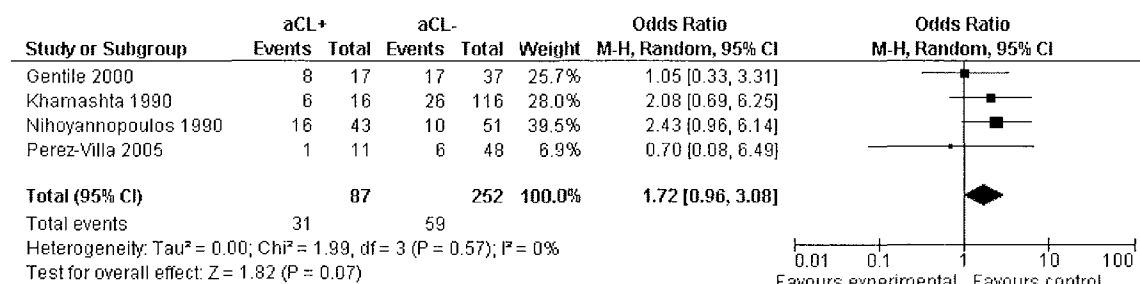 aCL+ aCL- Odds Ratio Odds Ratio
Study or Subgroup Events Total Events Total Weight M-H, Random, 95% CI M-H, Random, 95% CI
Gentile 2000 8 17 17 37 25.7% 1.05 [0.33, 3.31]
Khamashta 1990 6 16 26 116 28.0% 2.08 [0.69, 6.25]
Nihoyannopoulos 1990 16 43 10 51 39.5% 2.43 [0.96, 6.14]
Perez-Villa 2005 1 11 6 48 6.9% 0.70 [0.08, 6.49]
Total (95% CI) 87 252 100.0% 1.72 [0.96, 3.08]
Total events 31 59
Heterogeneity: Tau² = 0.00; Chi² = 1.99, df = 3 (P = 0.57); I² = 0%
Test for overall effect: Z = 1.82 (P = 0.07)
0.01 0.1 1 10 100
Favours experimental Favours control